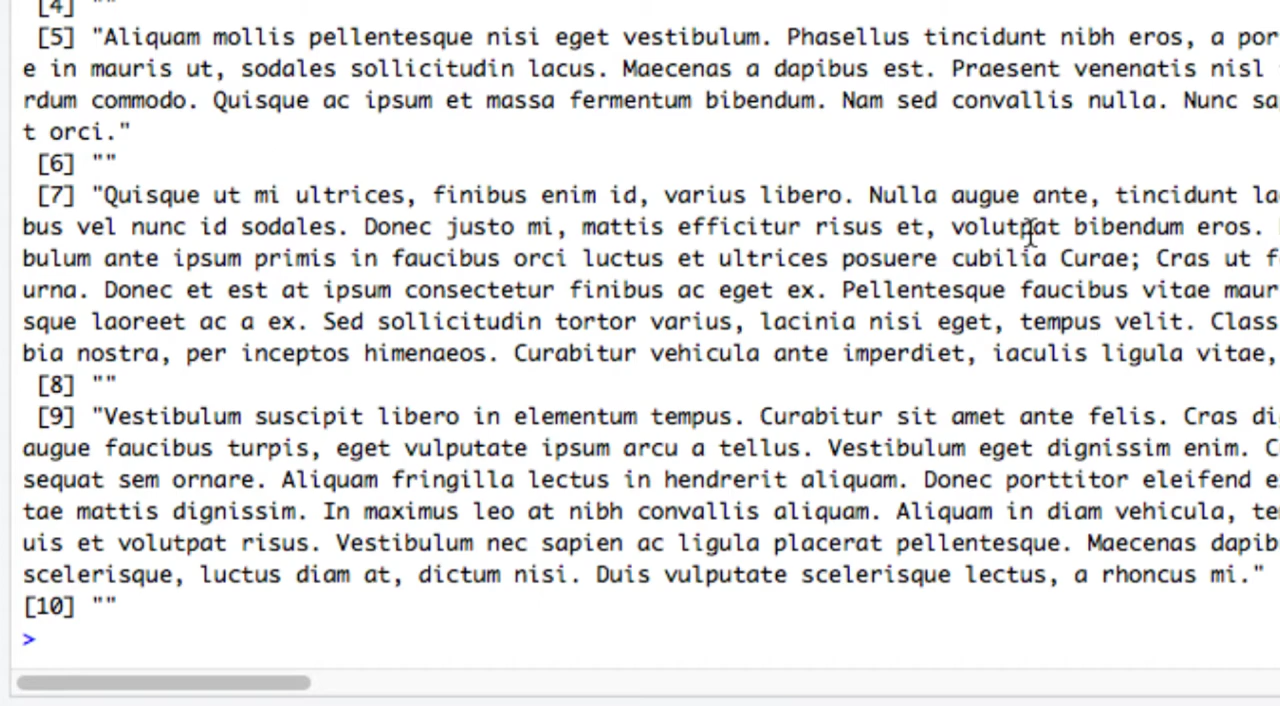 [4] ""
[5] "Aliquam mollis pellentesque nisi eget vestibulum. Phasellus tincidunt nibh eros, a por
e in mauris ut, sodales sollicitudin lacus. Maecenas a dapibus est. Praesent venenatis nisl
rdum commodo. Quisque ac ipsum et massa fermentum bibendum. Nam sed convallis nulla. Nunc sa
t orci."
[6] ""
[7] "Quisque ut mi ultrices, finibus enim id, varius libero. Nulla augue ante, tincidunt la
bus vel nunc id sodales. Donec justo mi, mattis efficitur risus et, volutpat bibendum eros.
bulum ante ipsum primis in faucibus orci luctus et ultrices posuere cubilia Curae; Cras ut f
urna. Donec et est at ipsum consectetur finibus ac eget ex. Pellentesque faucibus vitae maur
sque laoreet ac a ex. Sed sollicitudin tortor varius, lacinia nisi eget, tempus velit. Class
bia nostra, per inceptos himenaeos. Curabitur vehicula ante imperdiet, iaculis ligula vitae,
[8] ""
[9] "Vestibulum suscipit libero in elementum tempus. Curabitur sit amet ante felis. Cras di
augue faucibus turpis, eget vulputate ipsum arcu a tellus. Vestibulum eget dignissim enim. C
sequat sem ornare. Aliquam fringilla lectus in hendrerit aliquam. Donec porttitor eleifend e
tae mattis dignissim. In maximus leo at nibh convallis aliquam. Aliquam in diam vehicula, te
uis et volutpat risus. Vestibulum nec sapien ac ligula placerat pellentesque. Maecenas dapib
scelerisque, luctus diam at, dictum nisi. Duis vulputate scelerisque lectus, a rhoncus mi."
[10] ""
>